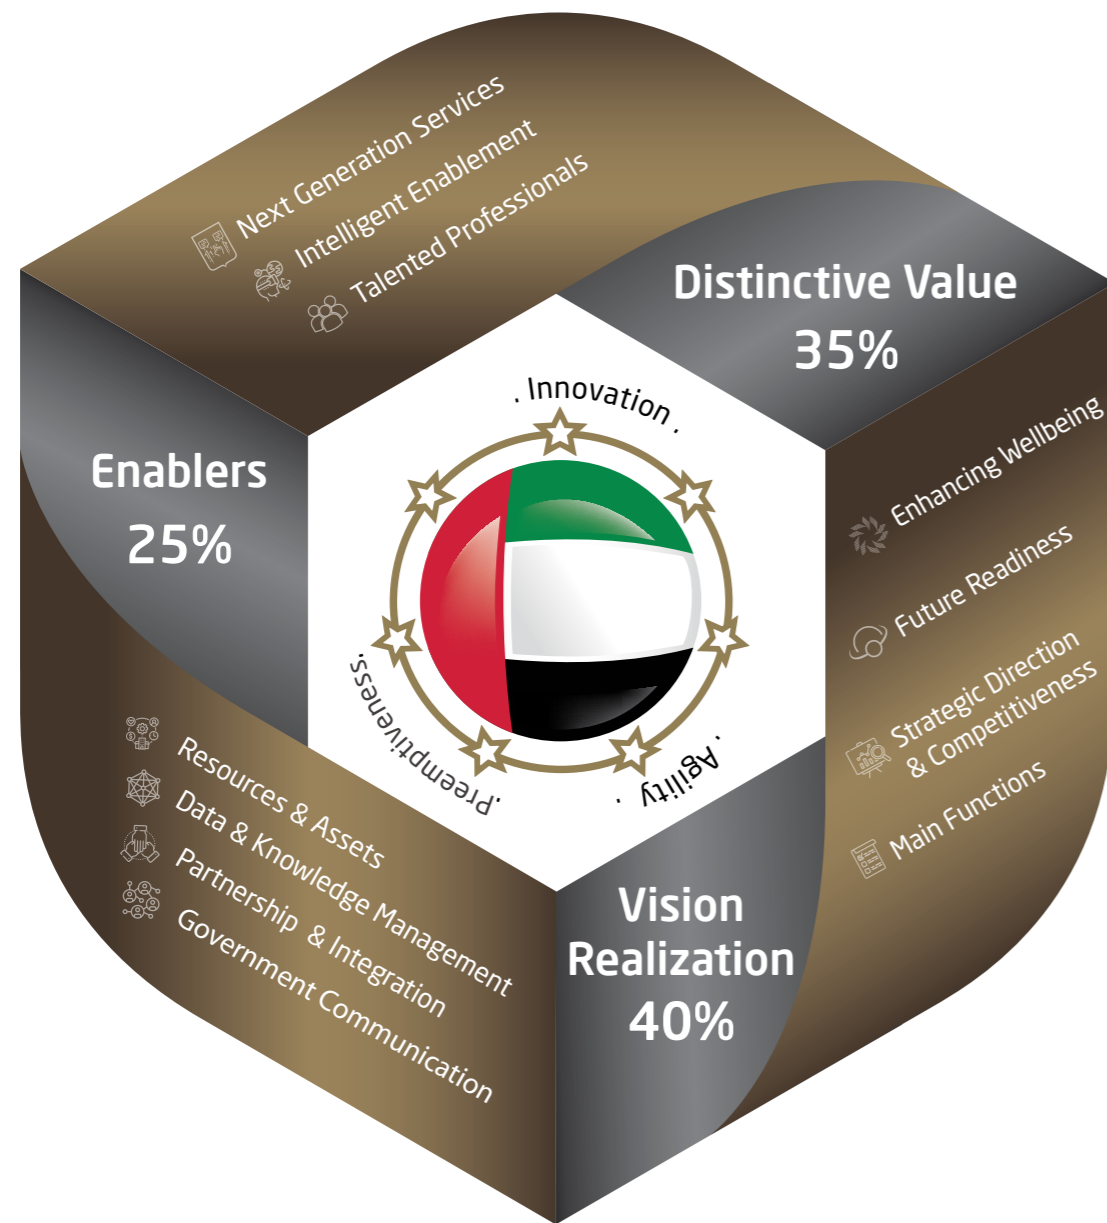 Next Generation Services
Intelligent Enablement
Talented Professionals
Distinctive Value
35%
Enhancing Wellbeing
Future Readiness
Strategic Direction
& Competitiveness
Main Functions
Enablers
25%
. Innovation .
.Preemptiveness.
. Agility .
Resources & Assets
Data & Knowledge Management
Partnership & Integration
Government Communication
Vision
Realization
40%